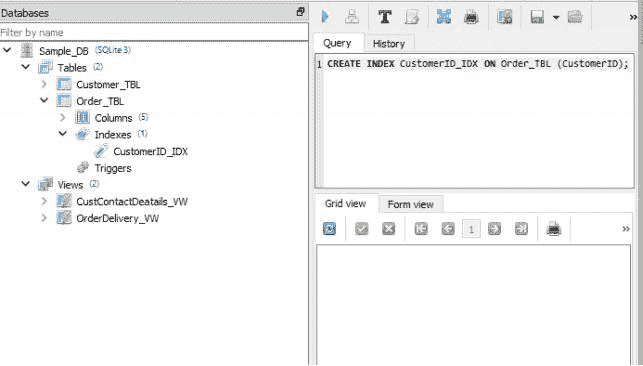 Databases
Filter by name
Sample_DB (SQLite 3)
Tables (2)
Customer_TBL
Order_TBL
Columns (5)
Indexes (1)
CustomerID_IDX
Triggers
Views (2)
CustContactDeatails_VW
OrderDelivery_VW
T
»
Query History
1 CREATE INDEX CustomerID_IDX ON Order_TBL (CustomerID);
Grid view Form view
1 »